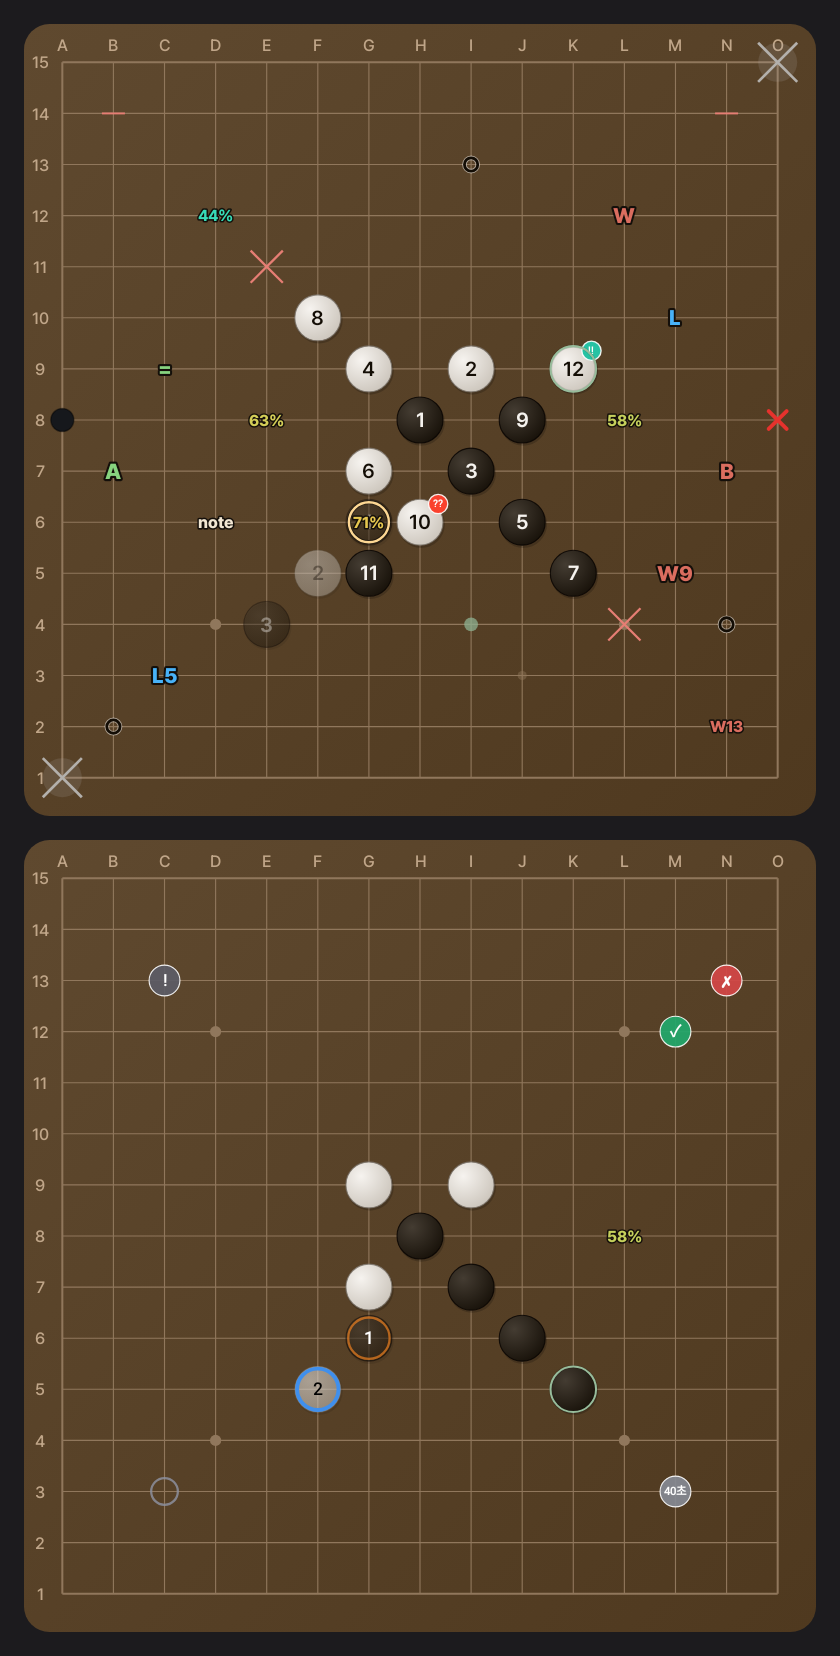 A B C D E F G H I J K L M N O
15
14
13
12 44% W
11
10 8 L
9 = 4 2 12 !!
8 63% 1 9 58%
7 A 6 3 B
6 note 71% 10 ?? 5
5 2 11 7 W9
4 3
3 L5
2 W13
1
A B C D E F G H I J K L M N O
15
14
13 ! ✗
12 ✓
11
10
9
8 58%
7
6 1
5 2
4
3 40초
2
1